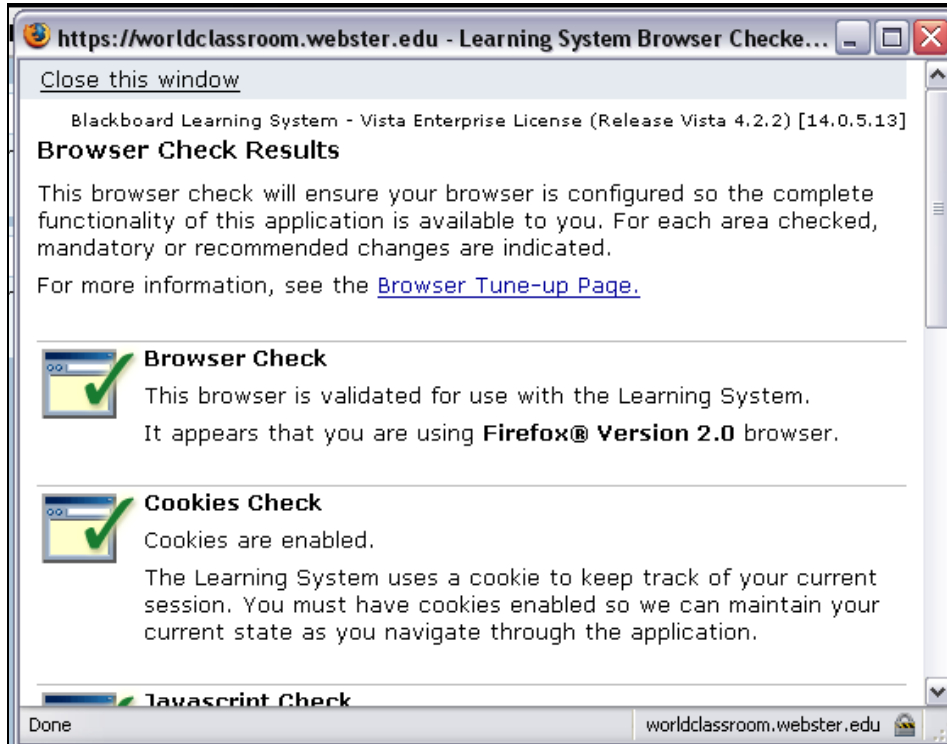 https://worldclassroom.webster.edu - Learning System Browser Checke...
Close this window
Blackboard Learning System - Vista Enterprise License (Release Vista 4.2.2) [14.0.5.13]
Browser Check Results
This browser check will ensure your browser is configured so the complete
functionality of this application is available to you. For each area checked,
mandatory or recommended changes are indicated.
For more information, see the Browser Tune-up Page.
Browser Check
This browser is validated for use with the Learning System.
It appears that you are using Firefox® Version 2.0 browser.
Cookies Check
Cookies are enabled.
The Learning System uses a cookie to keep track of your current
session. You must have cookies enabled so we can maintain your
current state as you navigate through the application.
Javascript Check
Done
worldclassroom.webster.edu